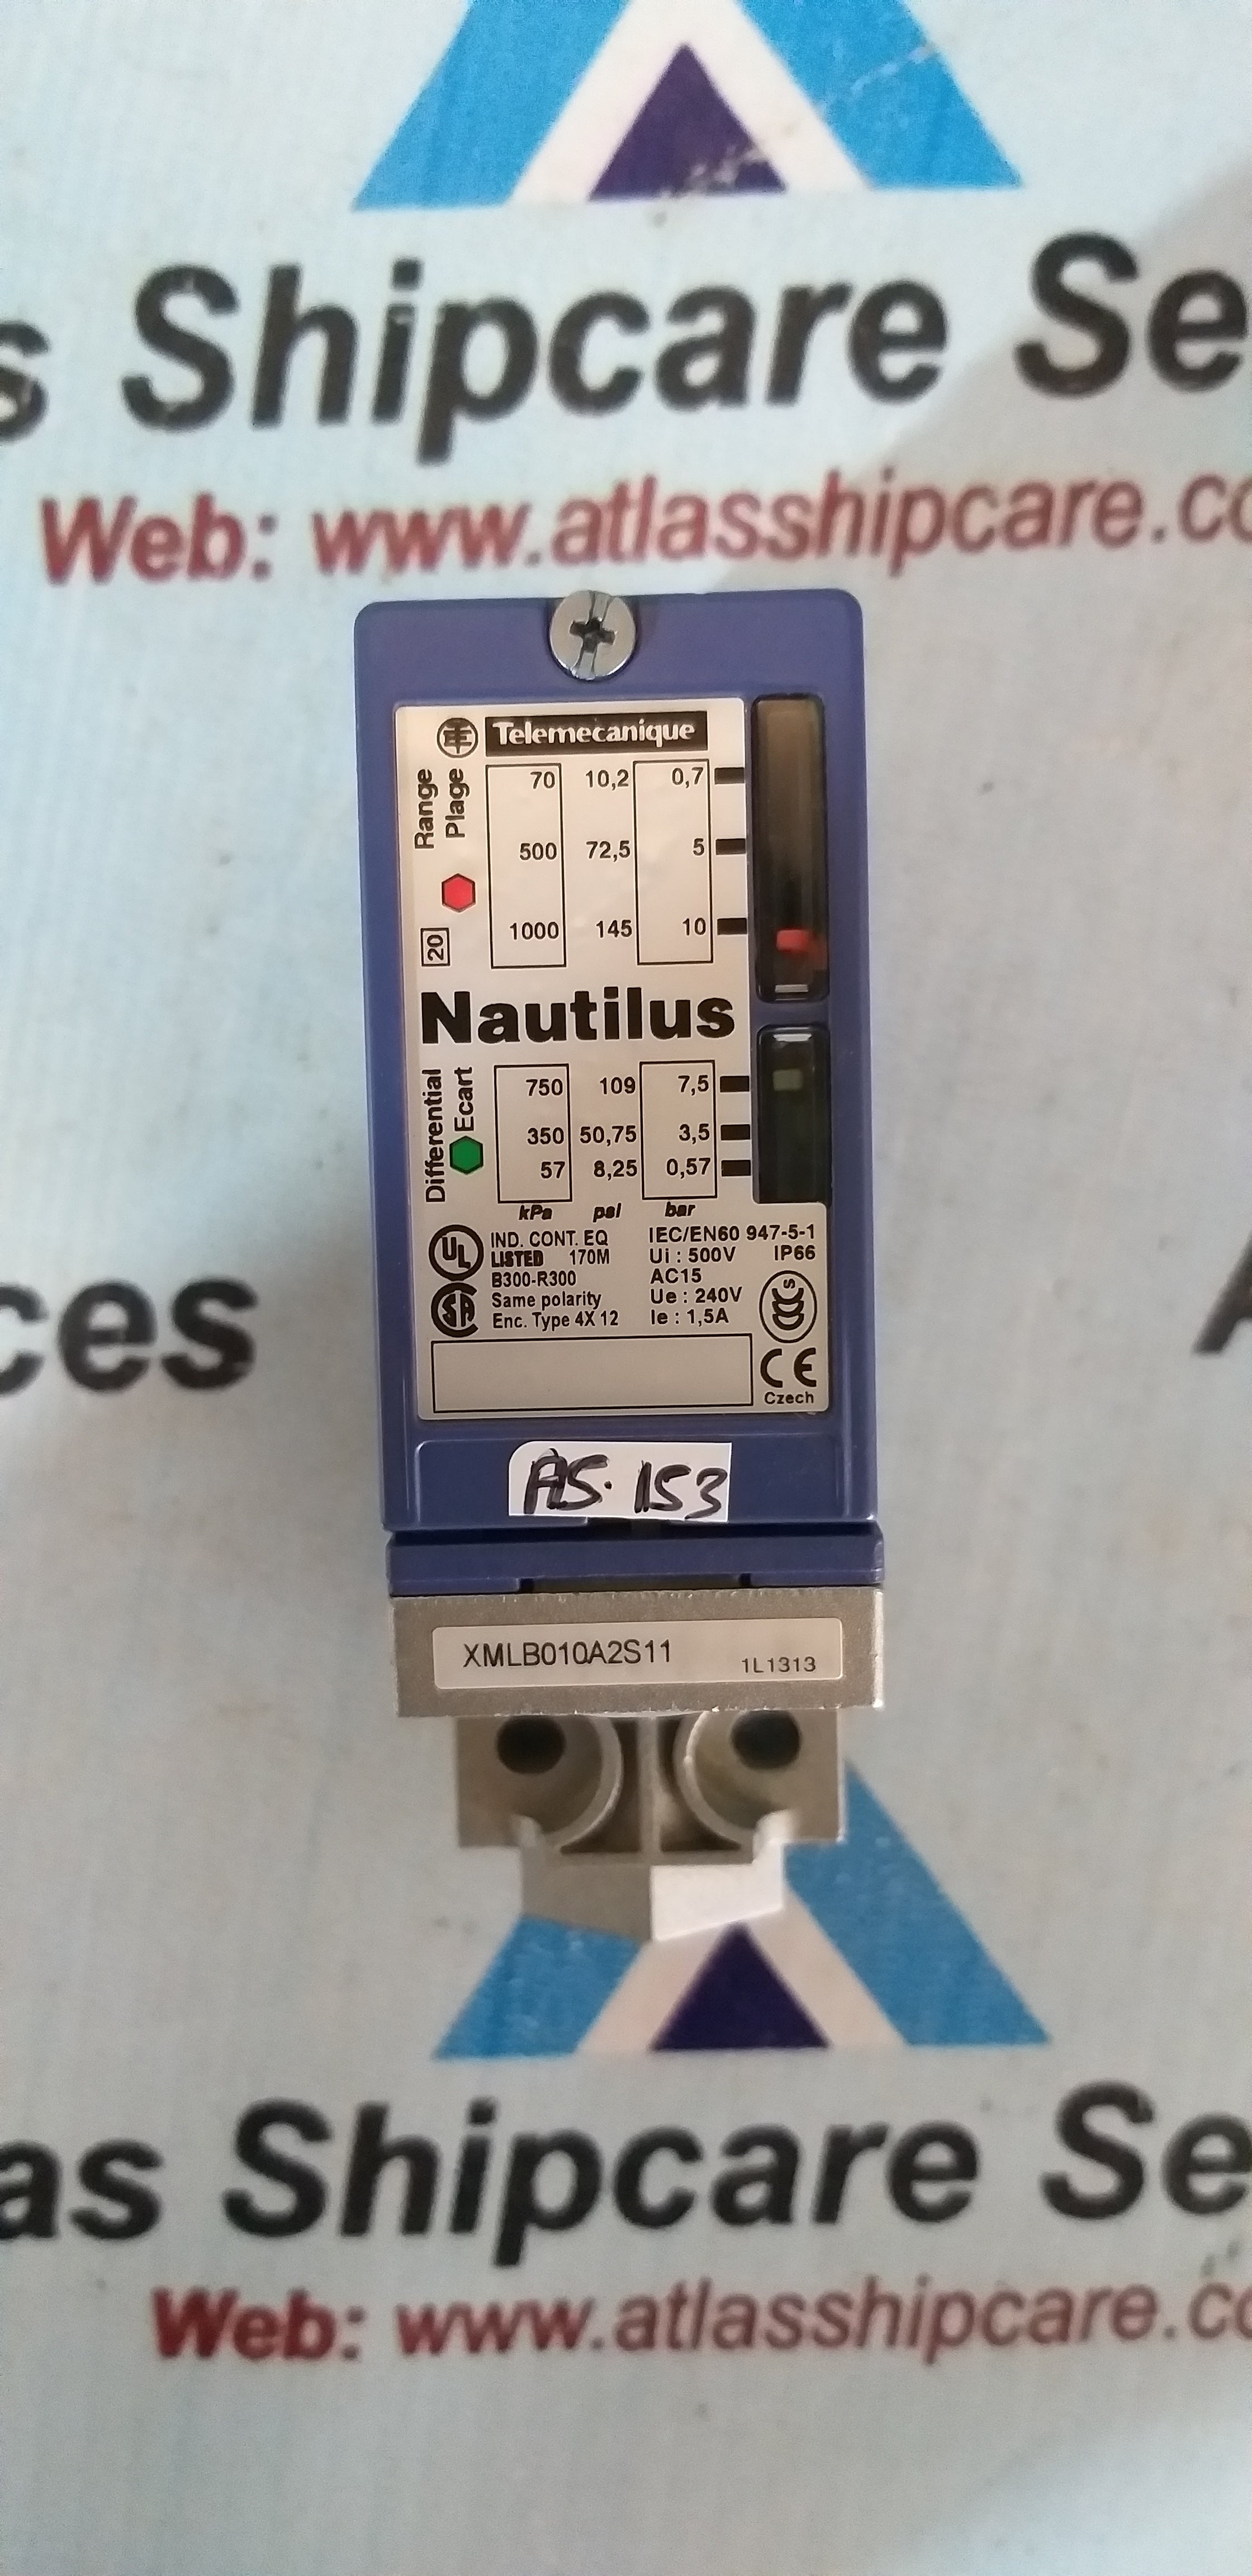 s Shipcare Se
Web: www.atlasshipcare.co
Telemecanique
Range
Plage
20
70 10,2 0,7
500 72,5 5
1000 145 10
Nautilus
Differential
Ecart
750 109 7,5
350 50,75 3,5
57 8,25 0,57
kPa psi bar
UL
IND. CONT. EQ
LISTED 170M
B300-R300
Same polarity
Enc. Type 4X 12
SA
IEC/EN60 947-5-1
Ui : 500V IP66
AC15
Ue : 240V
Ie : 1,5A
CCC S
CE
Czech
ces
A
AS. 153
XMLB010A2S11
1L1313
as Shipcare Se
Web: www.atlasshipcare.co